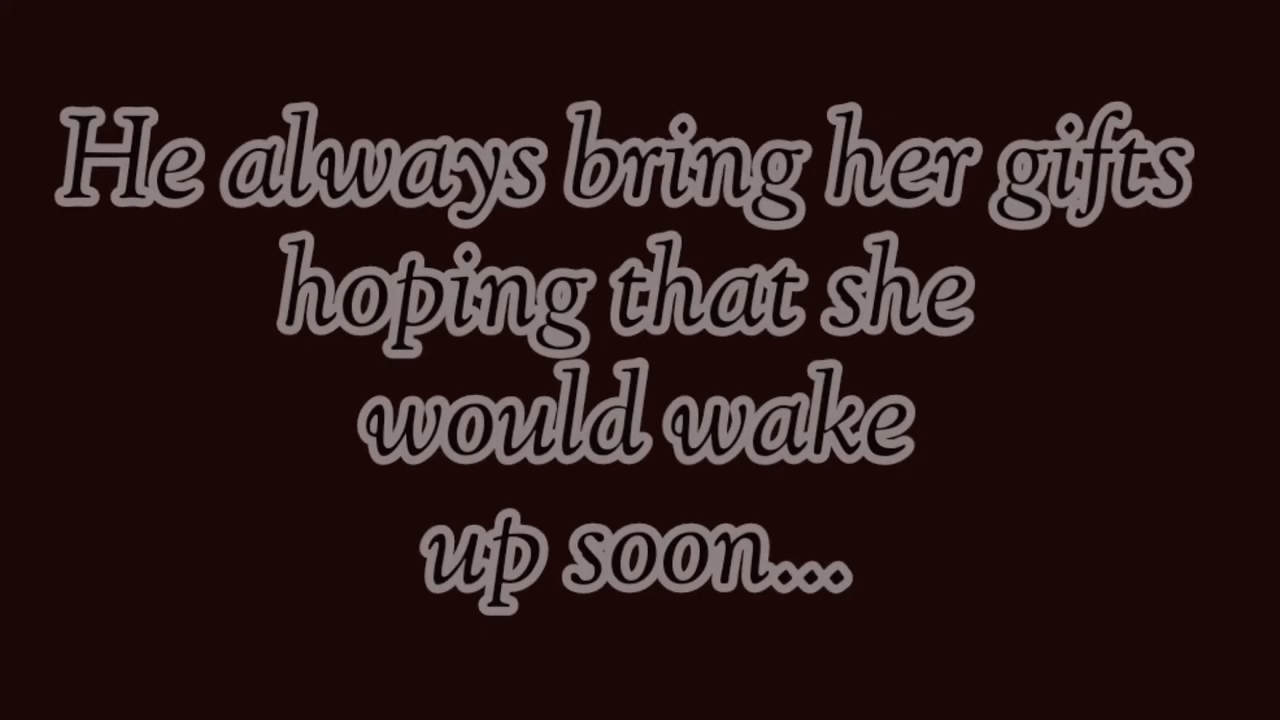 He always bring her gifts
hoping that she
would wake
up soon...